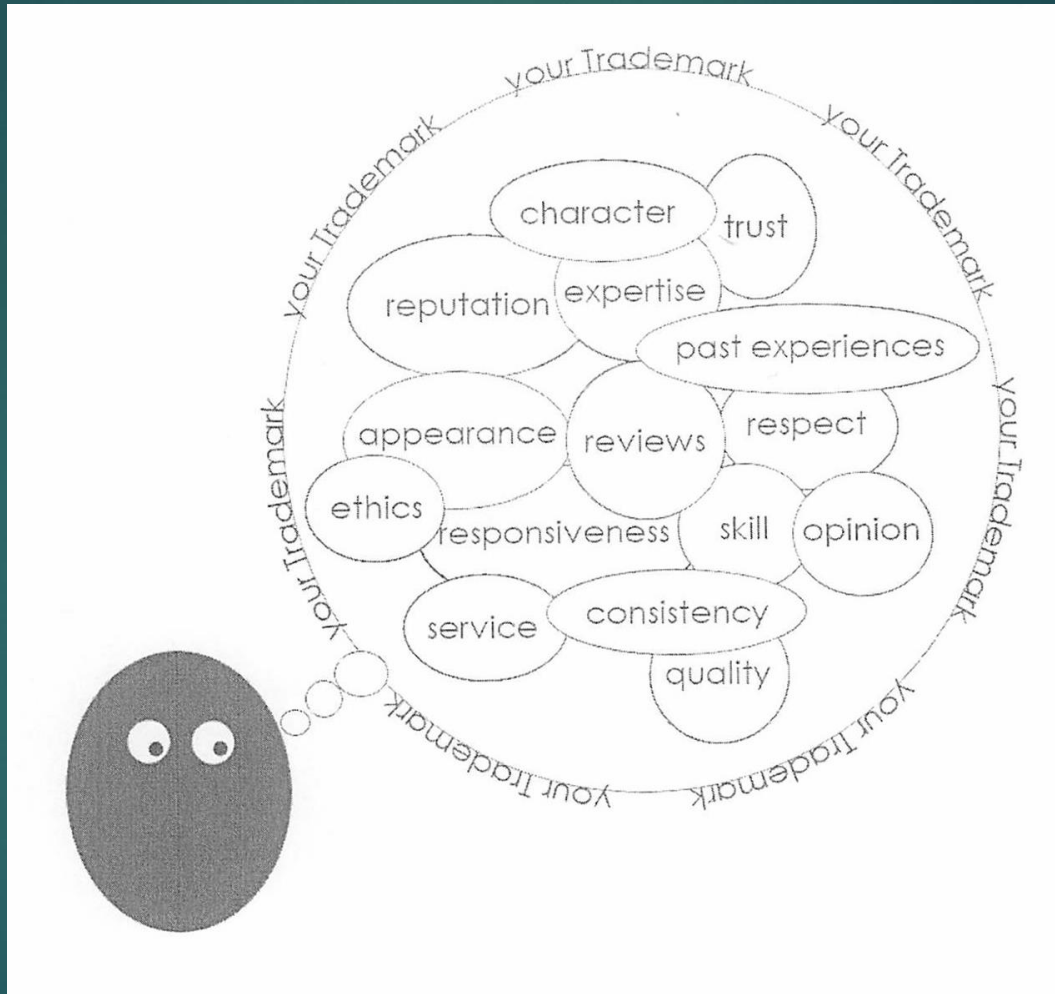 your Trademark
your Trademark
your Trademark
your Trademark
your Trademark
your Trademark
your Trademark
your Trademark
character
trust
reputation
expertise
past experiences
appearance
reviews
respect
ethics
responsiveness
skill
opinion
service
consistency
quality